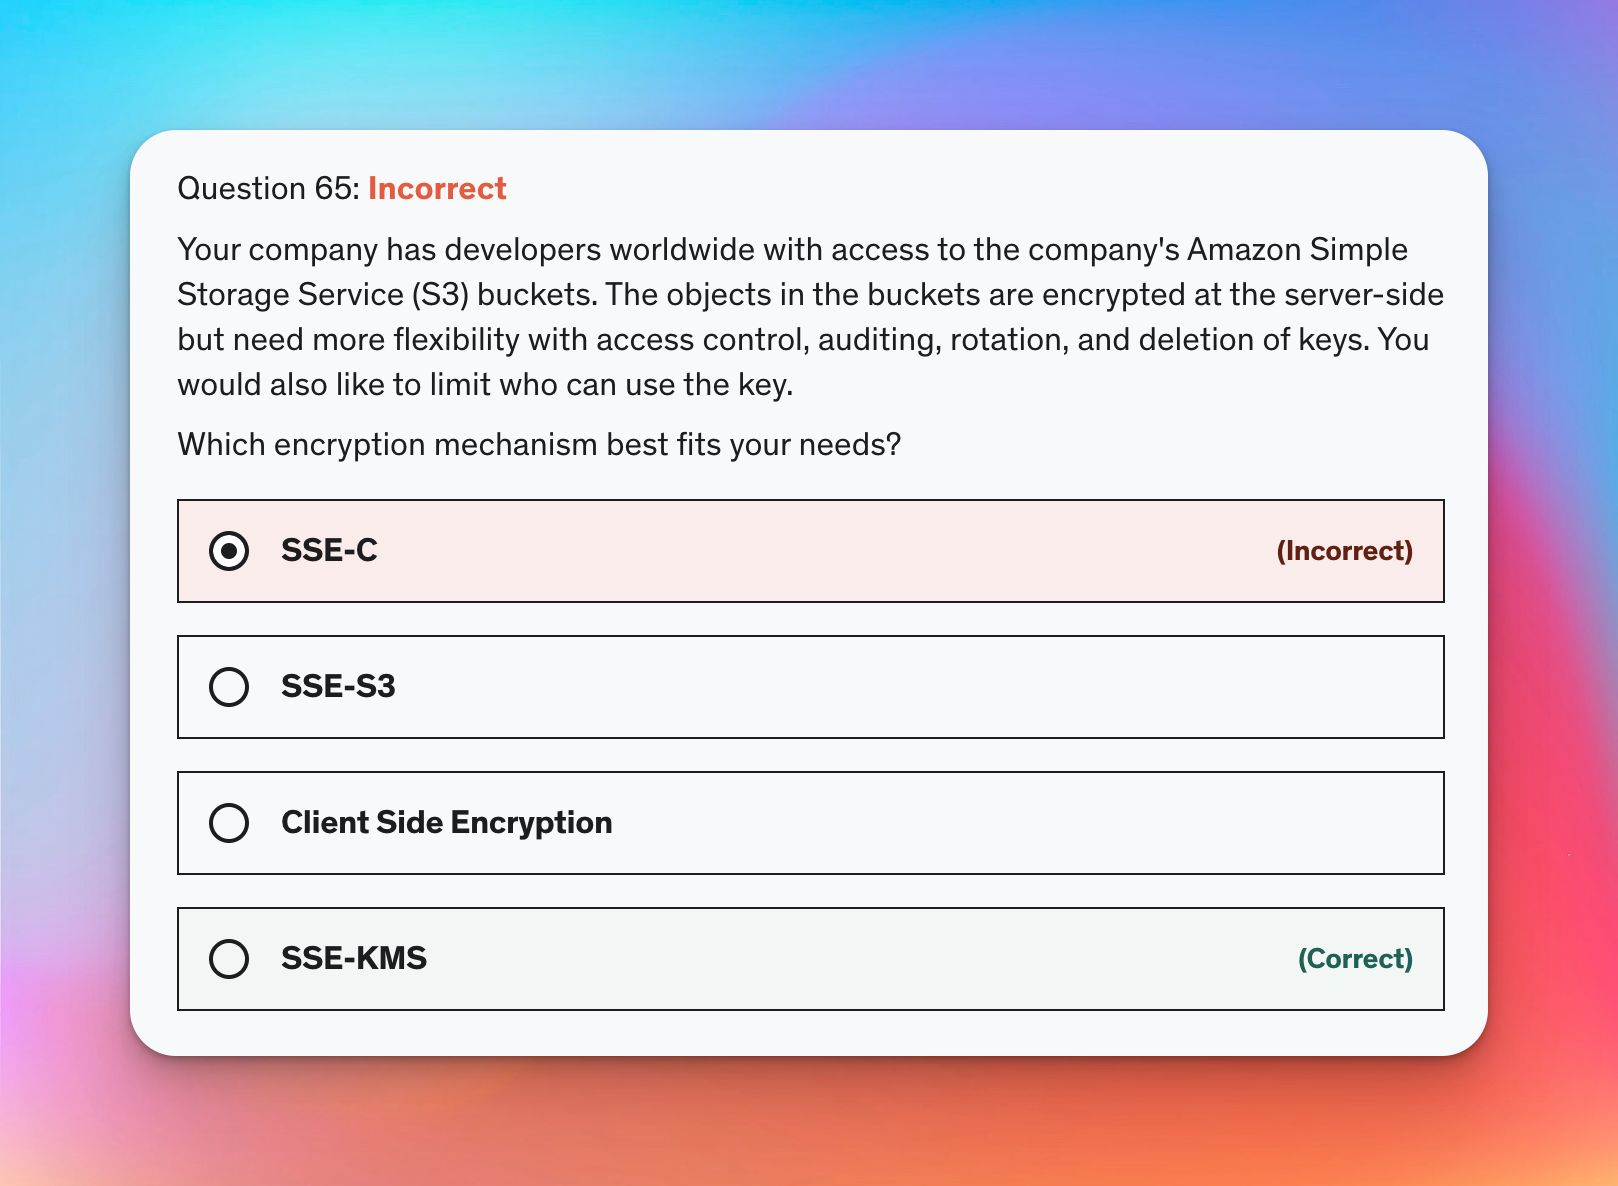 Question 65: Incorrect
Your company has developers worldwide with access to the company's Amazon Simple
Storage Service (S3) buckets. The objects in the buckets are encrypted at the server-side
but need more flexibility with access control, auditing, rotation, and deletion of keys. You
would also like to limit who can use the key.
Which encryption mechanism best fits your needs?
SSE-C (Incorrect)
SSE-S3
Client Side Encryption
SSE-KMS (Correct)